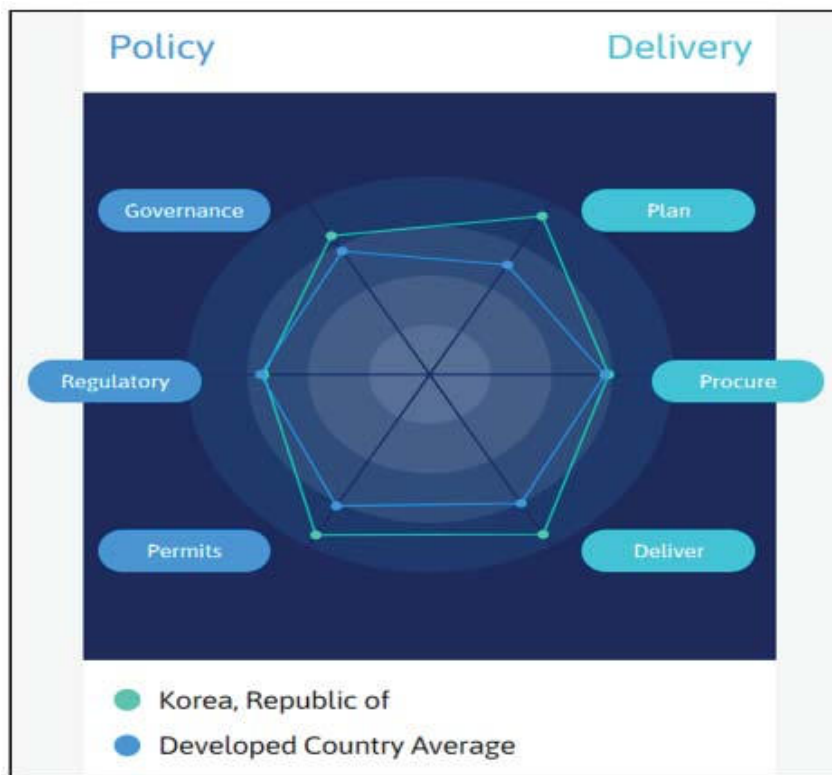 Policy Delivery
Governance Plan
Regulatory Procure
Permits Deliver
Korea, Republic of
Developed Country Average